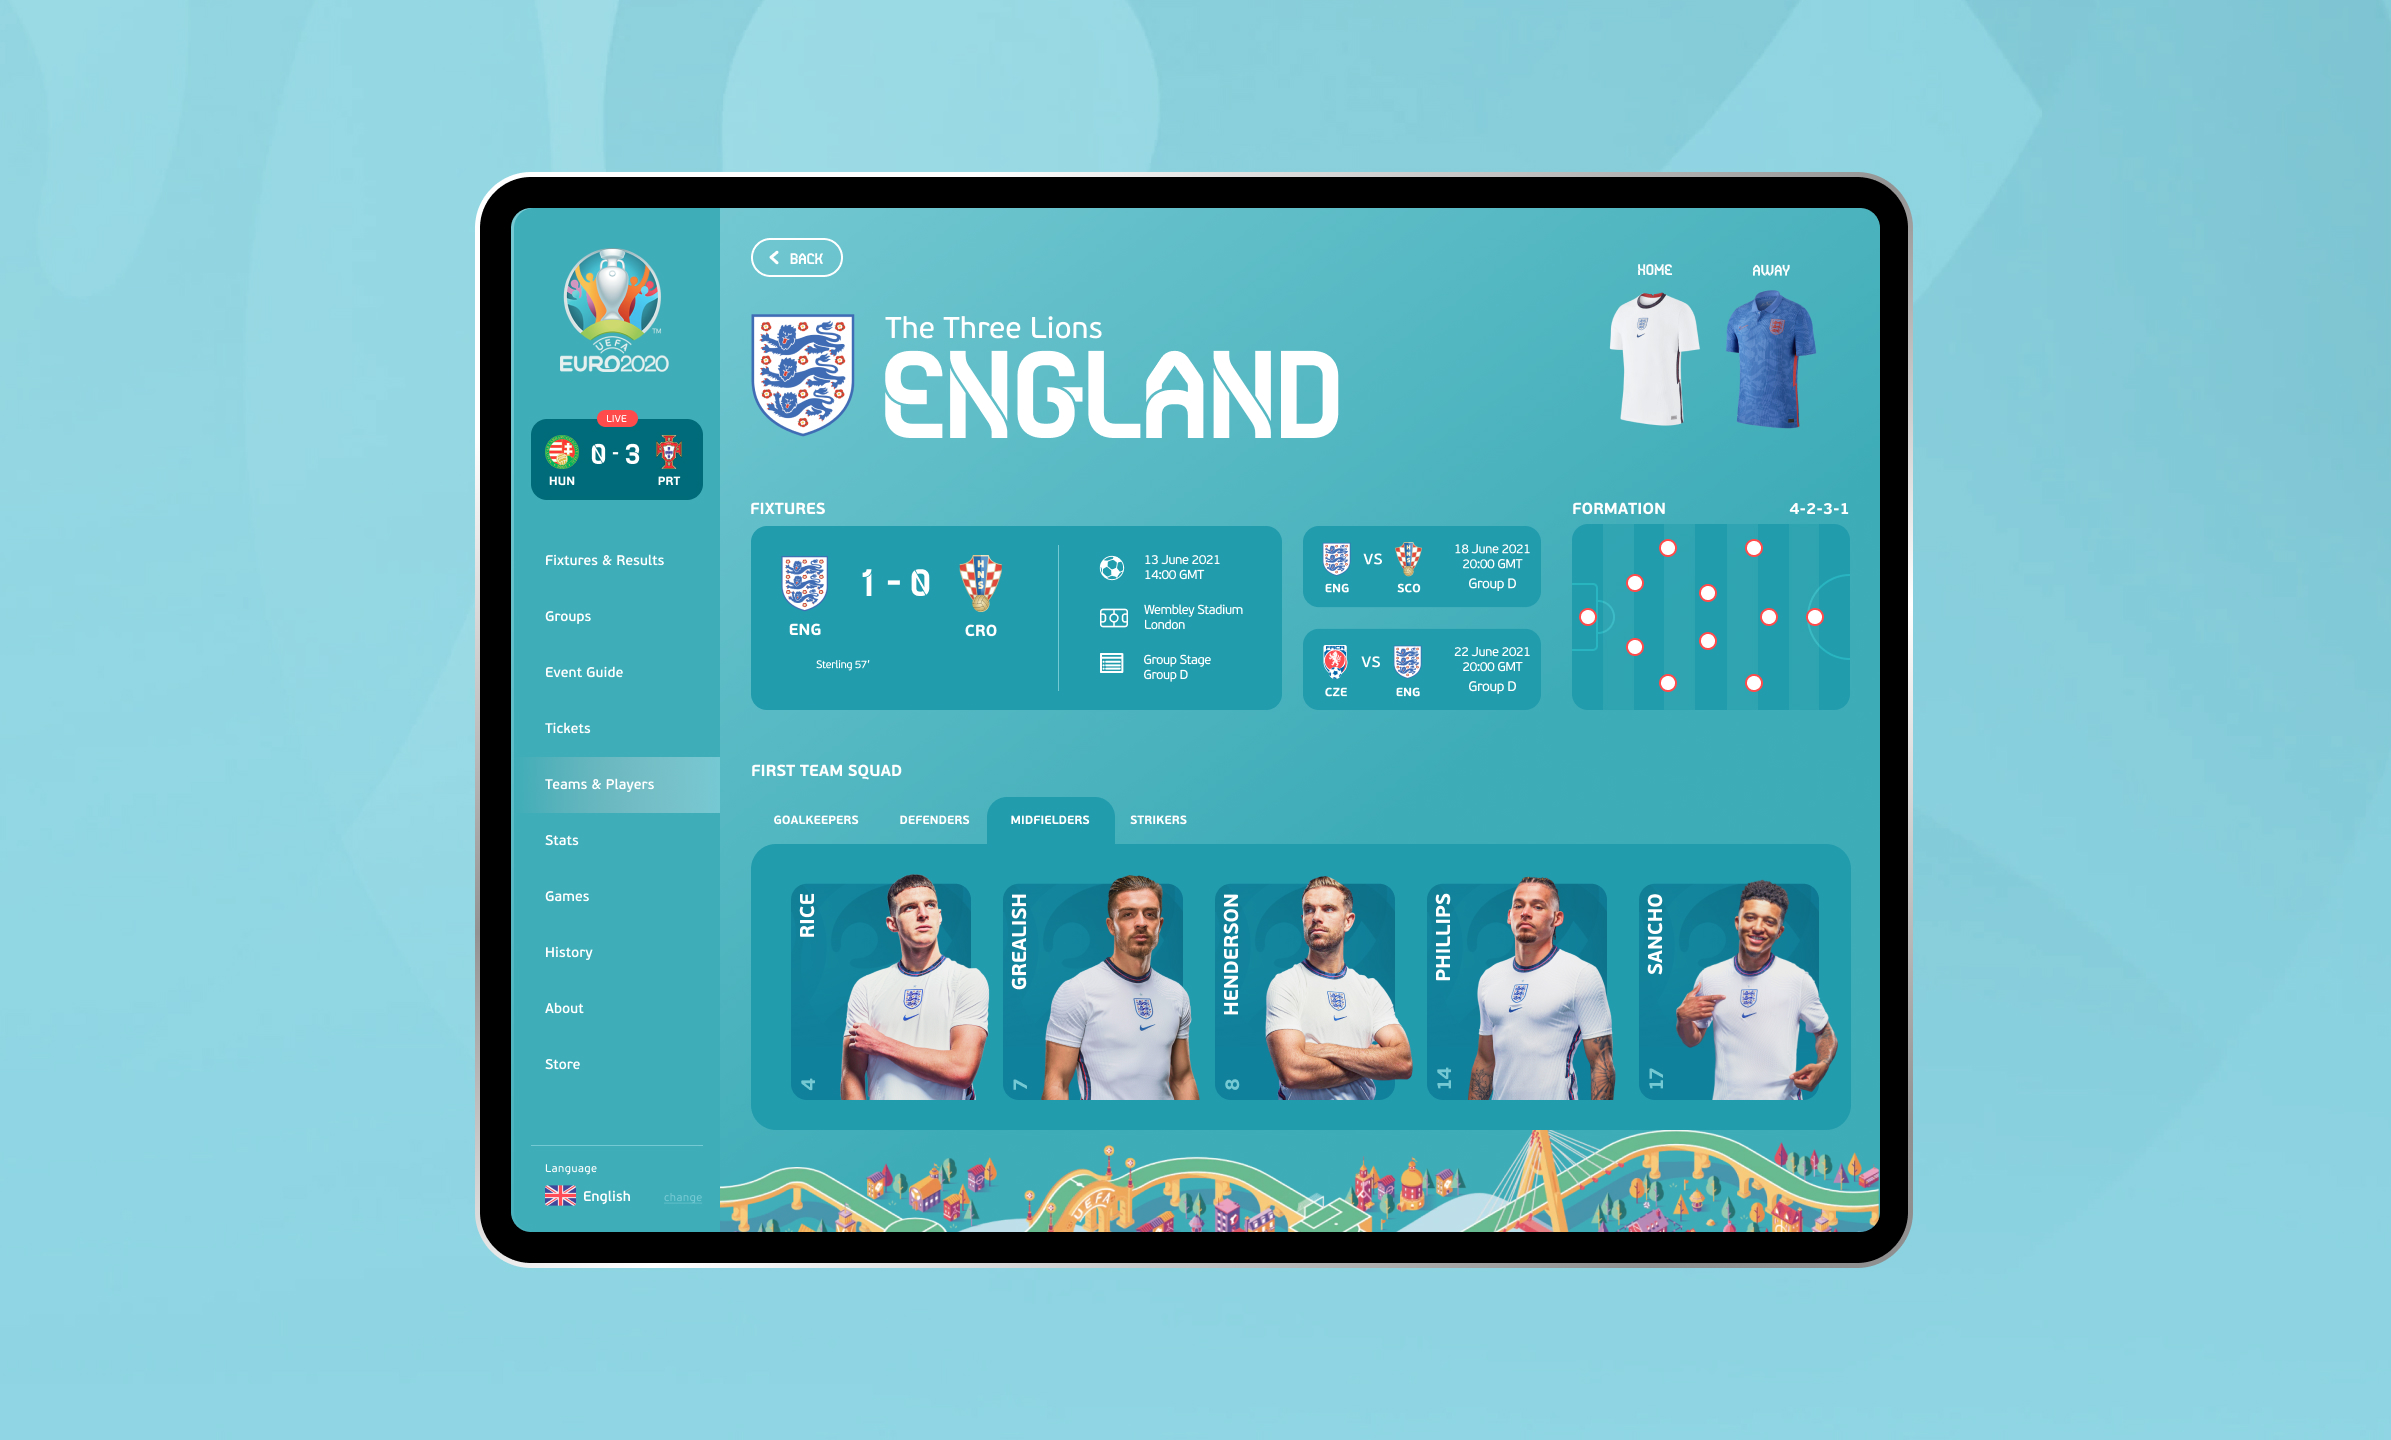 UEFA
EURO2020
TM
LIVE
0 - 3
HUN
PRT
Fixtures & Results
Groups
Event Guide
Tickets
Teams & Players
Stats
Games
History
About
Store
Language
English
change
BACK
The Three Lions
ENGLAND
HOME
AWAY
FIXTURES
1 - 0
HNS
ENG
CRO
Sterling 57'
13 June 2021
14:00 GMT
Wembley Stadium
London
Group Stage
Group D
VS
HNS
ENG
SCO
18 June 2021
20:00 GMT
Group D
VS
CZE
ENG
22 June 2021
20:00 GMT
Group D
FORMATION
4-2-3-1
FIRST TEAM SQUAD
GOALKEEPERS
DEFENDERS
MIDFIELDERS
STRIKERS
RICE
4
GREALISH
7
HENDERSON
8
PHILLIPS
14
SANCHO
17
UEFA